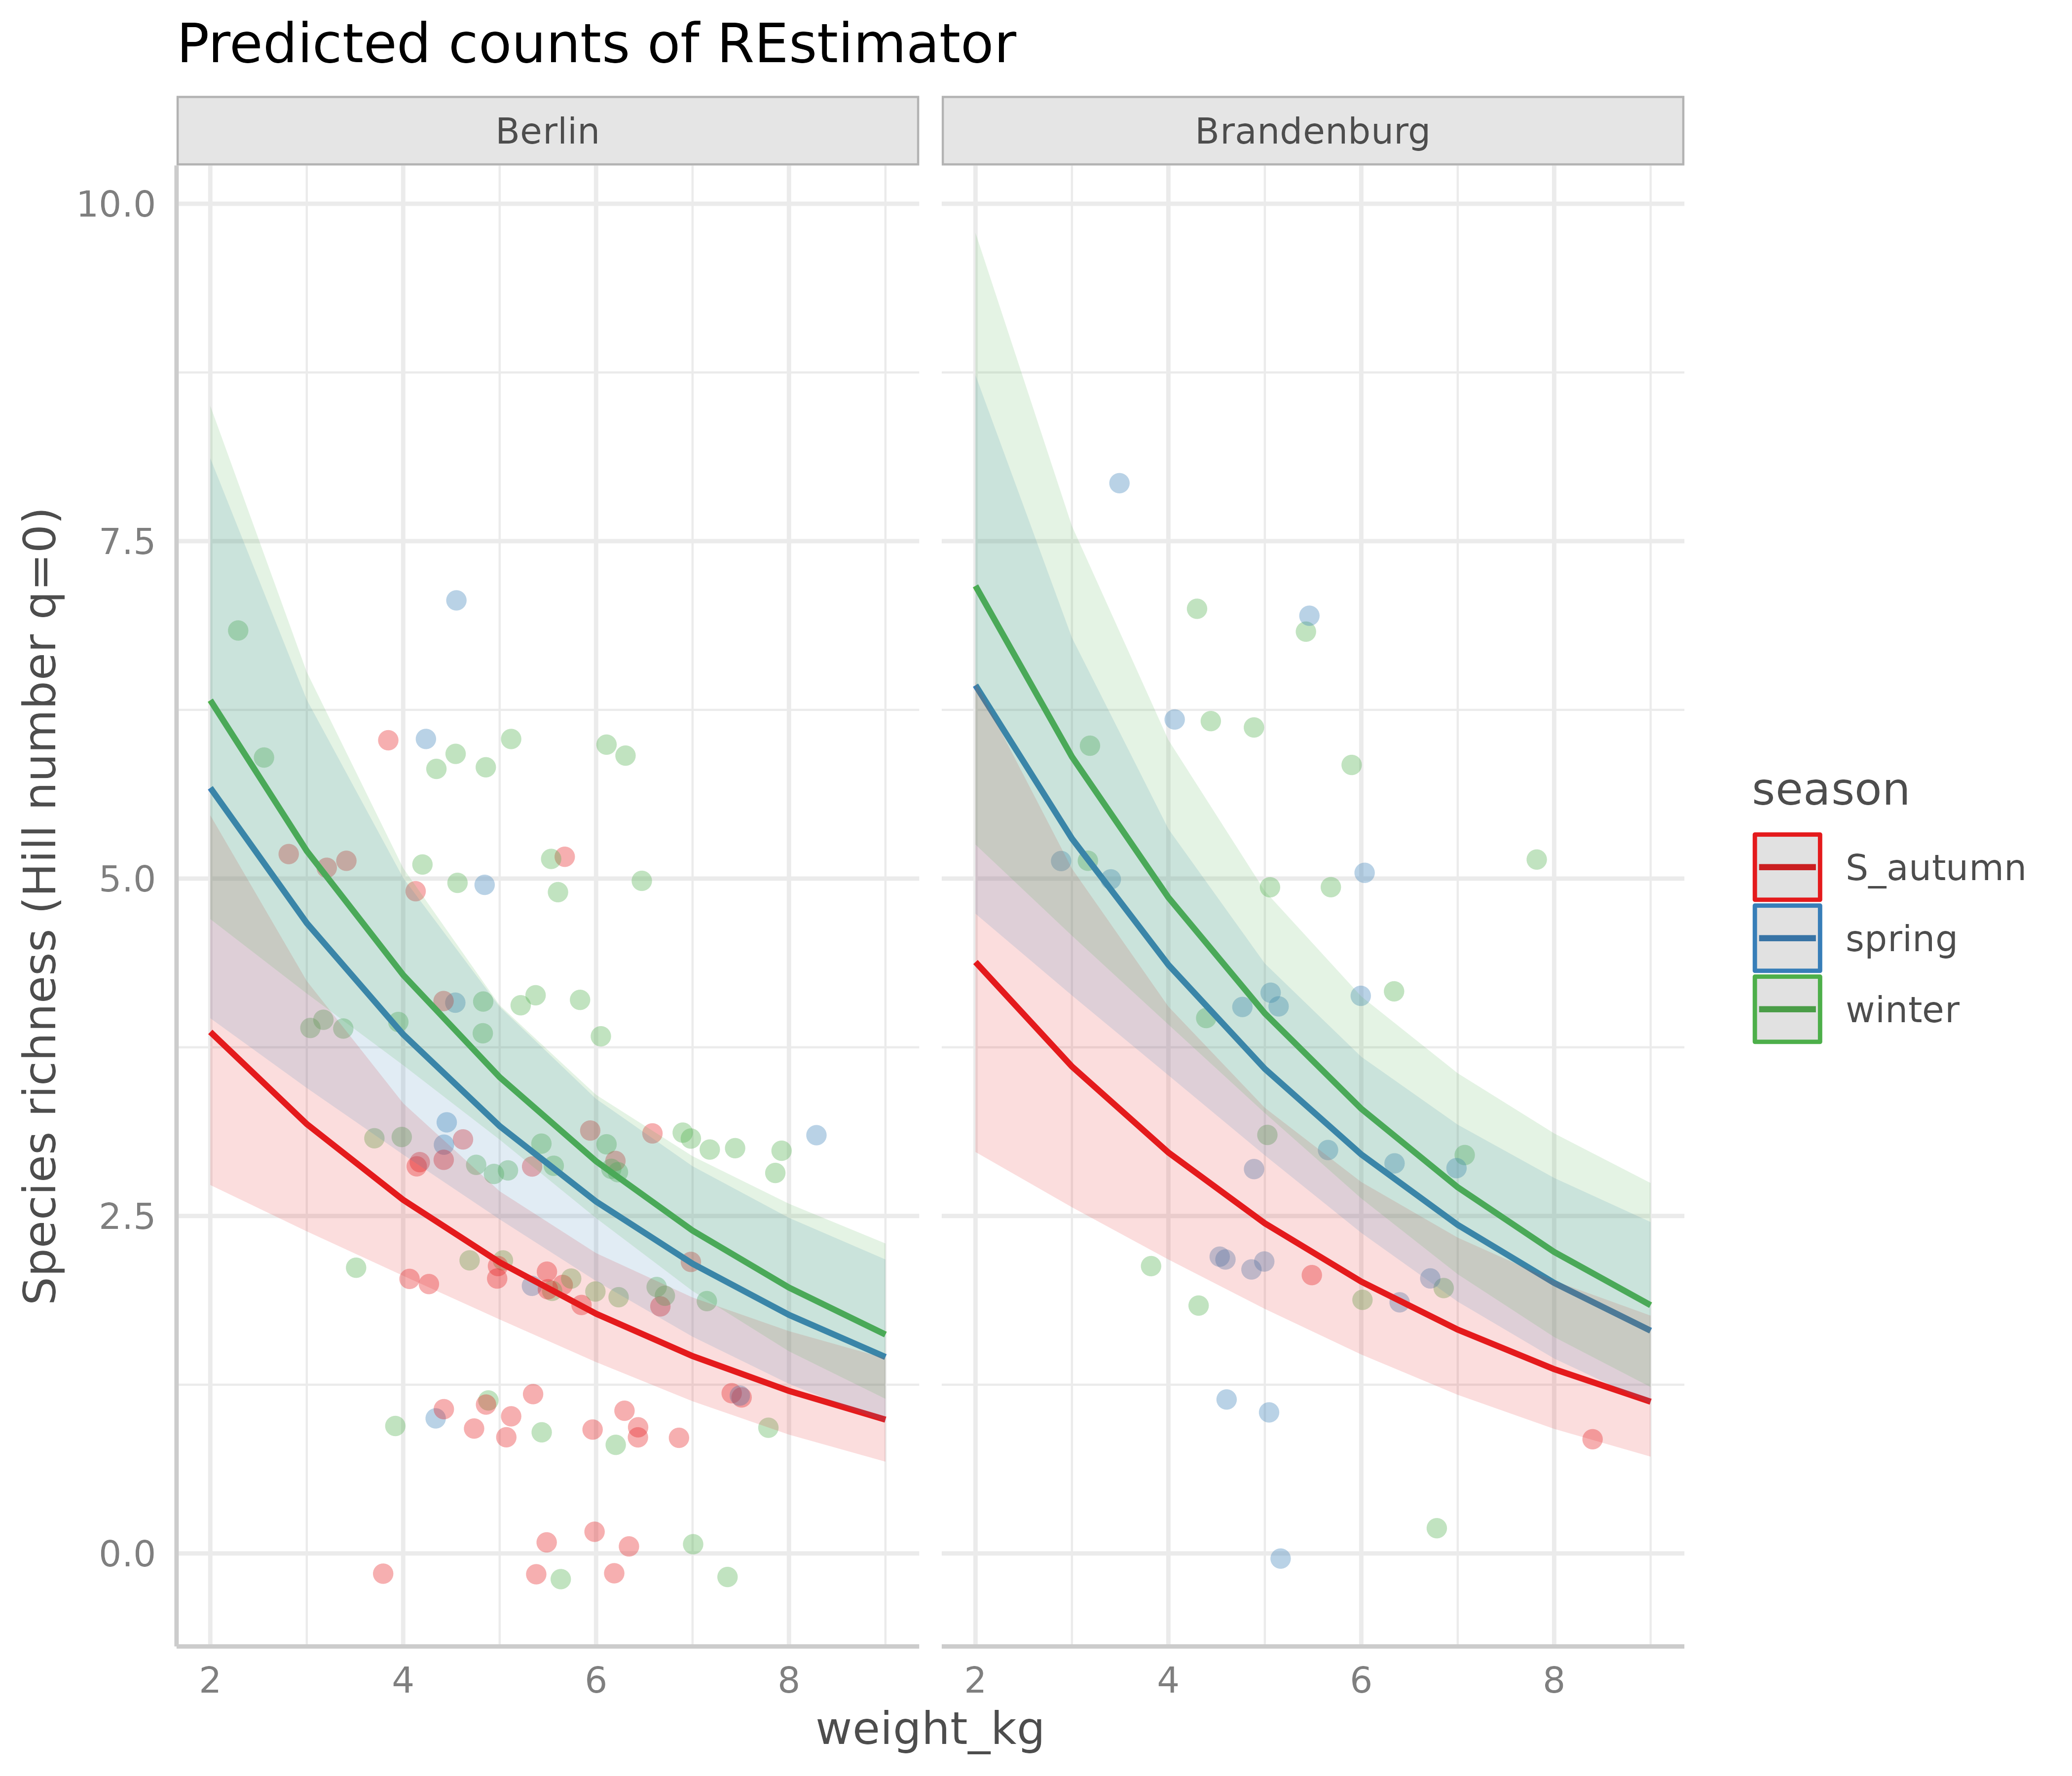 Predicted counts of REstimator
Berlin
Brandenburg
Species richness (Hill number q=0)
10.0
7.5
5.0
2.5
0.0
2 4 6 8
2 4 6 8
weight_kg
season
S_autumn
spring
winter